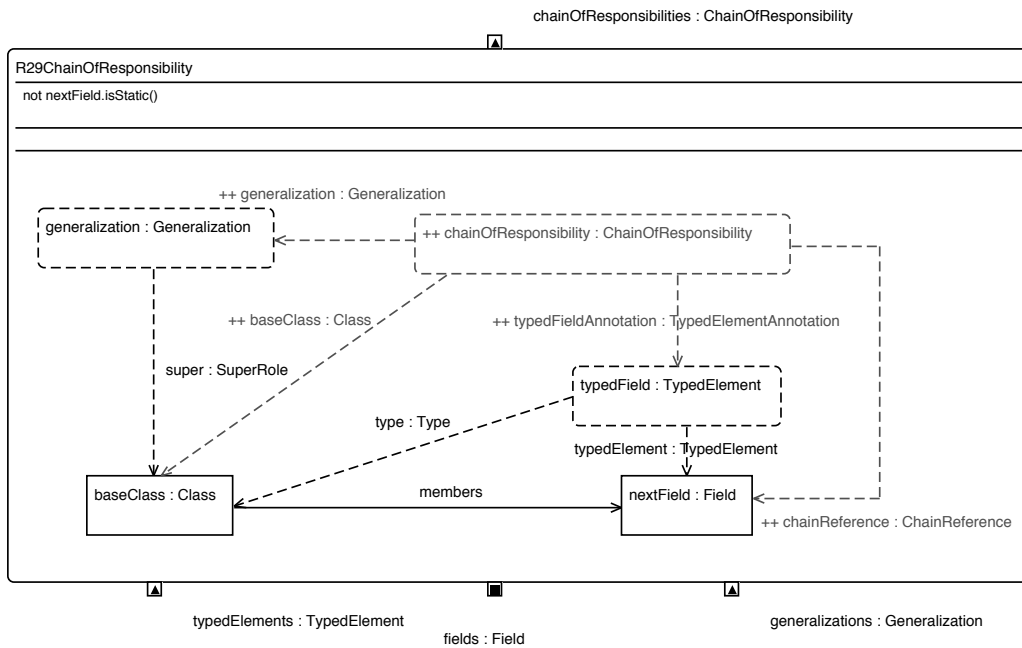 chainOfResponsibilities : ChainOfResponsibility
R29ChainOfResponsibility
not nextField.isStatic()
++ generalization : Generalization
generalization : Generalization
++ chainOfResponsibility : ChainOfResponsibility
++ baseClass : Class
++ typedFieldAnnotation : TypedElementAnnotation
super : SuperRole
typedField : TypedElement
type : Type
typedElement : TypedElement
baseClass : Class
members
nextField : Field
++ chainReference : ChainReference
typedElements : TypedElement
generalizations : Generalization
fields : Field